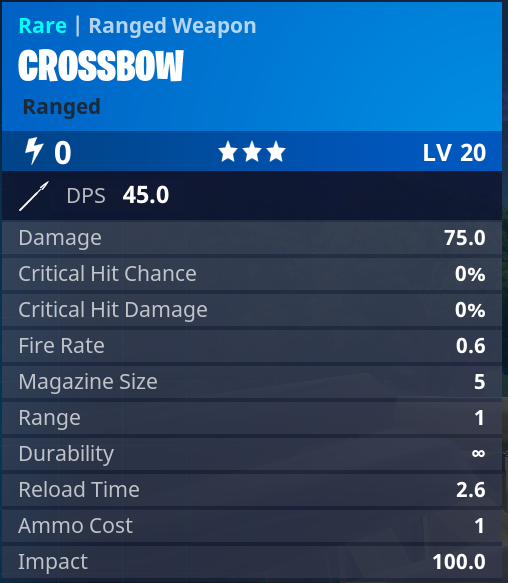 Rare | Ranged Weapon
CROSSBOW
Ranged
0 LV 20
DPS 45.0
Damage 75.0
Critical Hit Chance 0%
Critical Hit Damage 0%
Fire Rate 0.6
Magazine Size 5
Range 1
Durability ∞
Reload Time 2.6
Ammo Cost 1
Impact 100.0